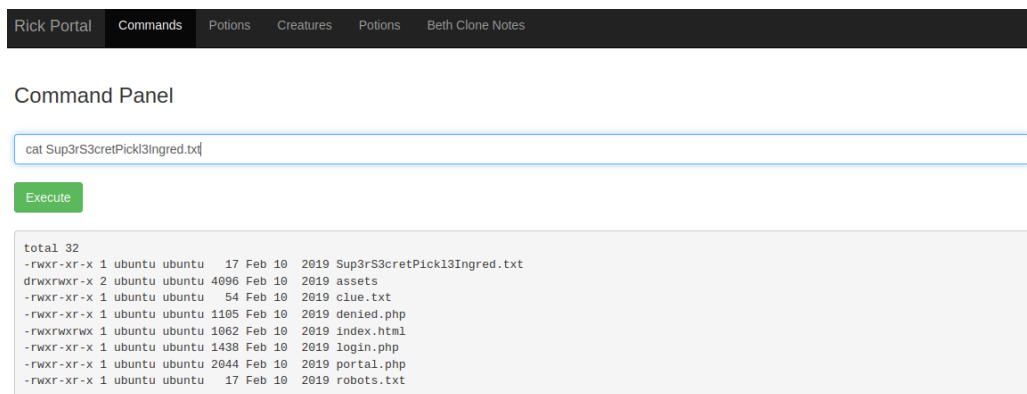 Rick Portal Commands Potions Creatures Potions Beth Clone Notes
Command Panel
cat Sup3rS3cretPickl3Ingred.txt
Execute
total 32
-rwxr-xr-x 1 ubuntu ubuntu   17 Feb 10  2019 Sup3rS3cretPickl3Ingred.txt
drwxrwxr-x 2 ubuntu ubuntu 4096 Feb 10  2019 assets
-rwxr-xr-x 1 ubuntu ubuntu   54 Feb 10  2019 clue.txt
-rwxr-xr-x 1 ubuntu ubuntu 1105 Feb 10  2019 denied.php
-rwxrwxrwx 1 ubuntu ubuntu 1062 Feb 10  2019 index.html
-rwxr-xr-x 1 ubuntu ubuntu 1438 Feb 10  2019 login.php
-rwxr-xr-x 1 ubuntu ubuntu 2044 Feb 10  2019 portal.php
-rwxr-xr-x 1 ubuntu ubuntu   17 Feb 10  2019 robots.txt